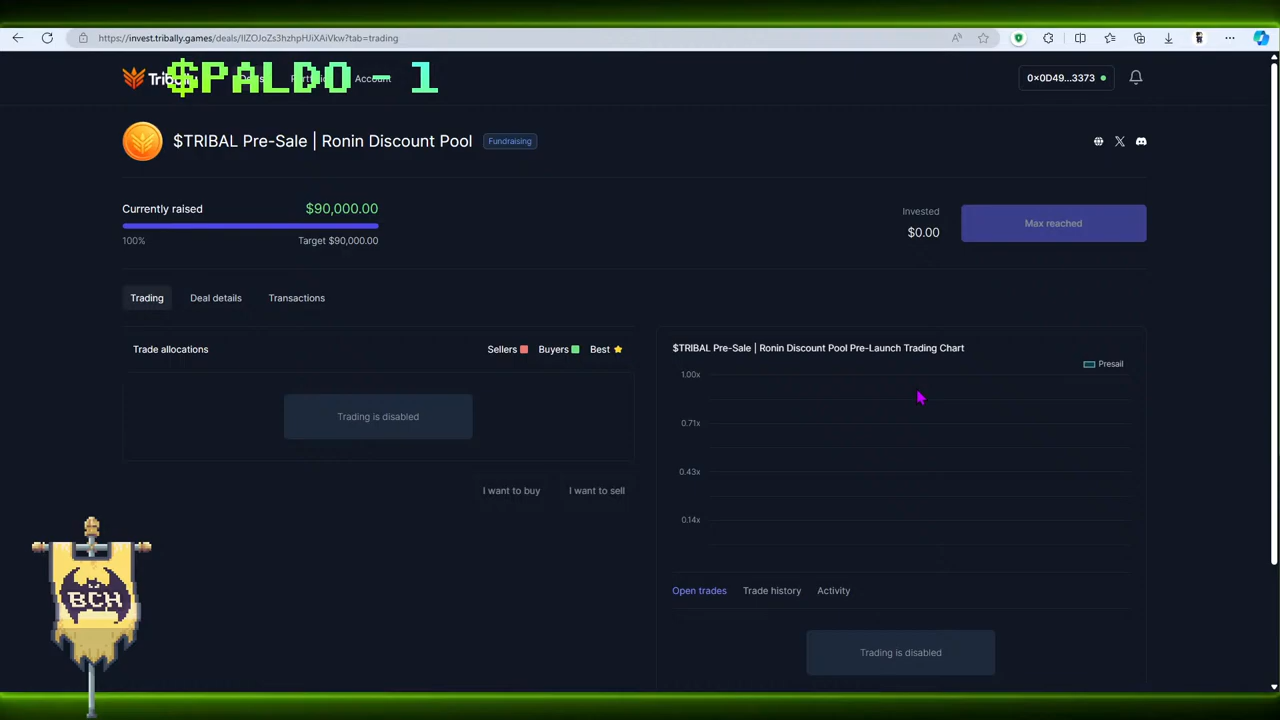 https://invest.tribally.games/deals/IlZOJoZs3hzhpHJiXAiVkw?tab=trading
$PALDO - 1
Account
0x0D49...3373
$TRIBAL Pre-Sale | Ronin Discount Pool
Fundraising
Currently raised $90,000.00
100% Target $90,000.00
Invested
$0.00
Max reached
Trading Deal details Transactions
Trade allocations
Sellers Buyers Best
Trading is disabled
I want to buy I want to sell
$TRIBAL Pre-Sale | Ronin Discount Pool Pre-Launch Trading Chart
Presail
1.00x
0.71x
0.43x
0.14x
Open trades Trade history Activity
Trading is disabled
BCH